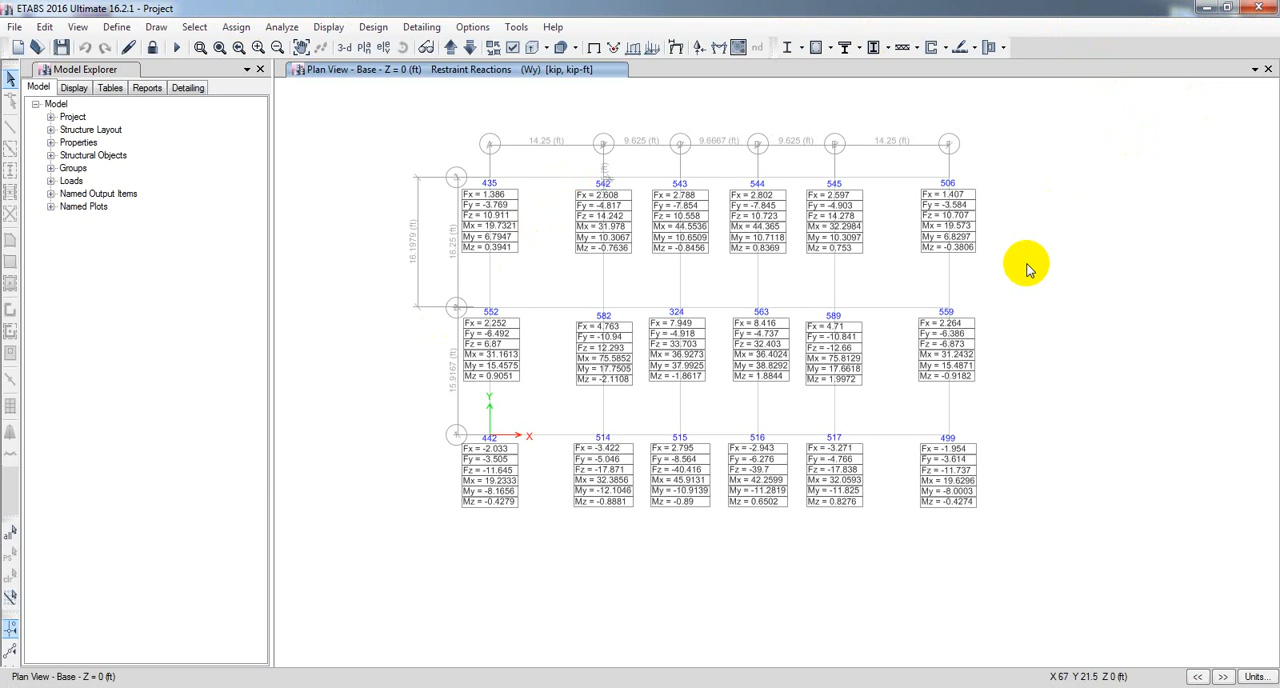 ETABS 2016 Ultimate 16.2.1 - Project
File Edit View Define Draw Select Assign Analyze Display Design Detailing Options Tools Help
3-d nd
Model Explorer
Plan View - Base - Z = 0 (ft) Restraint Reactions (Wy) [kip, kip-ft]
Model Display Tables Reports Detailing
Model
Project
Structure Layout
Properties
Structural Objects
Groups
Loads
Named Output Items
Named Plots
14.25 (ft) 9.625 (ft) 9.6667 (ft) 9.625 (ft) 14.25 (ft)
16.1979 (ft)
16.25 (ft)
15.9167 (ft)
435 542 543 544 545 506
Fx = 1.386 Fx = 2.608 Fx = 2.788 Fx = 2.802 Fx = 2.597 Fx = 1.407
Fy = -3.769 Fy = -4.817 Fy = -7.854 Fy = -7.845 Fy = -4.903 Fy = -3.584
Fz = 10.911 Fz = 14.242 Fz = 10.558 Fz = 10.723 Fz = 14.278 Fz = 10.707
Mx = 19.7321 Mx = 31.978 Mx = 44.5536 Mx = 44.365 Mx = 32.2984 Mx = 19.573
My = 6.7947 My = 10.3067 My = 10.6509 My = 10.7118 My = 10.3097 My = 6.8297
Mz = 0.3941 Mz = -0.7636 Mz = -0.8456 Mz = 0.8369 Mz = 0.753 Mz = -0.3806
552 582 324 563 589 559
Fx = 2.252 Fx = 4.763 Fx = 7.949 Fx = 8.416 Fx = 4.71 Fx = 2.264
Fy = -6.492 Fy = -10.94 Fy = -4.918 Fy = -4.737 Fy = -10.841 Fy = -6.386
Fz = 6.87 Fz = 12.293 Fz = 33.703 Fz = 32.403 Fz = -12.66 Fz = -6.873
Mx = 31.1613 Mx = 75.5852 Mx = 36.9273 Mx = 36.4024 Mx = 75.8129 Mx = 31.2432
My = 15.4575 My = 17.7505 My = 37.9925 My = 38.8292 My = 17.6618 My = 15.4871
Mz = 0.9051 Mz = -2.1108 Mz = -1.8617 Mz = 1.8844 Mz = 1.9972 Mz = -0.9182
Y
X
442 514 515 516 517 499
Fx = -2.033 Fx = -3.422 Fx = 2.795 Fx = -2.943 Fx = -3.271 Fx = -1.954
Fy = -3.505 Fy = -5.046 Fy = -8.564 Fy = -6.276 Fy = -4.766 Fy = -3.614
Fz = -11.645 Fz = -17.871 Fz = -40.416 Fz = -39.7 Fz = -17.838 Fz = -11.737
Mx = 19.2333 Mx = 32.3856 Mx = 45.9131 Mx = 42.2599 Mx = 32.0593 Mx = 19.6296
My = -8.1656 My = -12.1046 My = -10.9139 My = -11.2819 My = -11.825 My = -8.0003
Mz = -0.4279 Mz = -0.8881 Mz = -0.89 Mz = 0.6502 Mz = 0.8276 Mz = -0.4274
Plan View - Base - Z = 0 (ft) X 67 Y 21.5 Z 0 (ft) << >> Units...